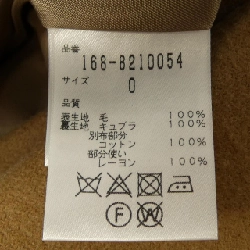 品番
168-B210054
サイズ
0
品質
表生地 毛 100%
裏生地 キュプラ 100%
別布部分
コットン 100%
部分使い
レーヨン 100%
F W